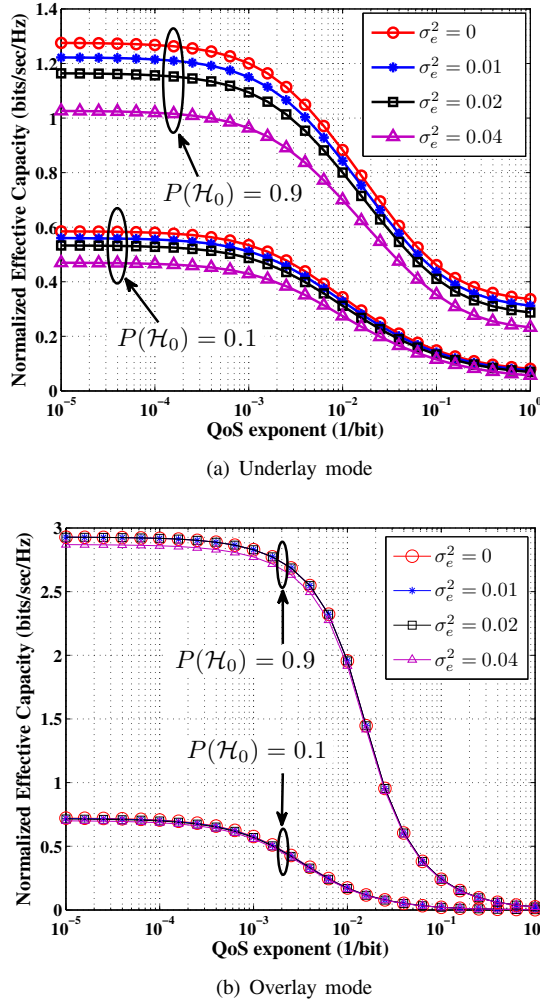 Normalized Effective Capacity (bits/sec/Hz)
1.4
1.2
1
0.8
0.6
0.4
0.2
0
σ_e^2 = 0
σ_e^2 = 0.01
σ_e^2 = 0.02
σ_e^2 = 0.04
P(ℋ_0) = 0.9
P(ℋ_0) = 0.1
10^−5
10^−4
10^−3
10^−2
10^−1
10^0
QoS exponent (1/bit)
(a) Underlay mode
Normalized Effective Capacity (bits/sec/Hz)
3
2.5
2
1.5
1
0.5
0
σ_e^2 = 0
σ_e^2 = 0.01
σ_e^2 = 0.02
σ_e^2 = 0.04
P(ℋ_0) = 0.9
P(ℋ_0) = 0.1
10^−5
10^−4
10^−3
10^−2
10^−1
10^0
QoS exponent (1/bit)
(b) Overlay mode